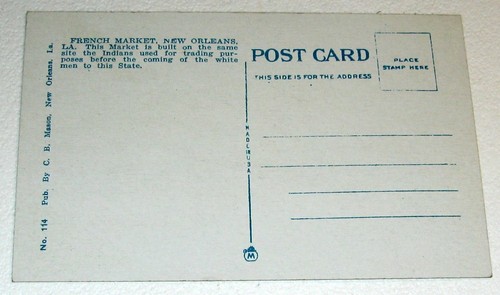 FRENCH MARKET, NEW ORLEANS,
LA. This Market is built on the same
site the Indians used for trading pur-
poses before the coming of the white
men to this State.
No. 114 Pub. By C. B. Mason, New Orleans, La.
POST CARD
THIS SIDE IS FOR THE ADDRESS
PLACE
STAMP HERE
MADE IN USA
M